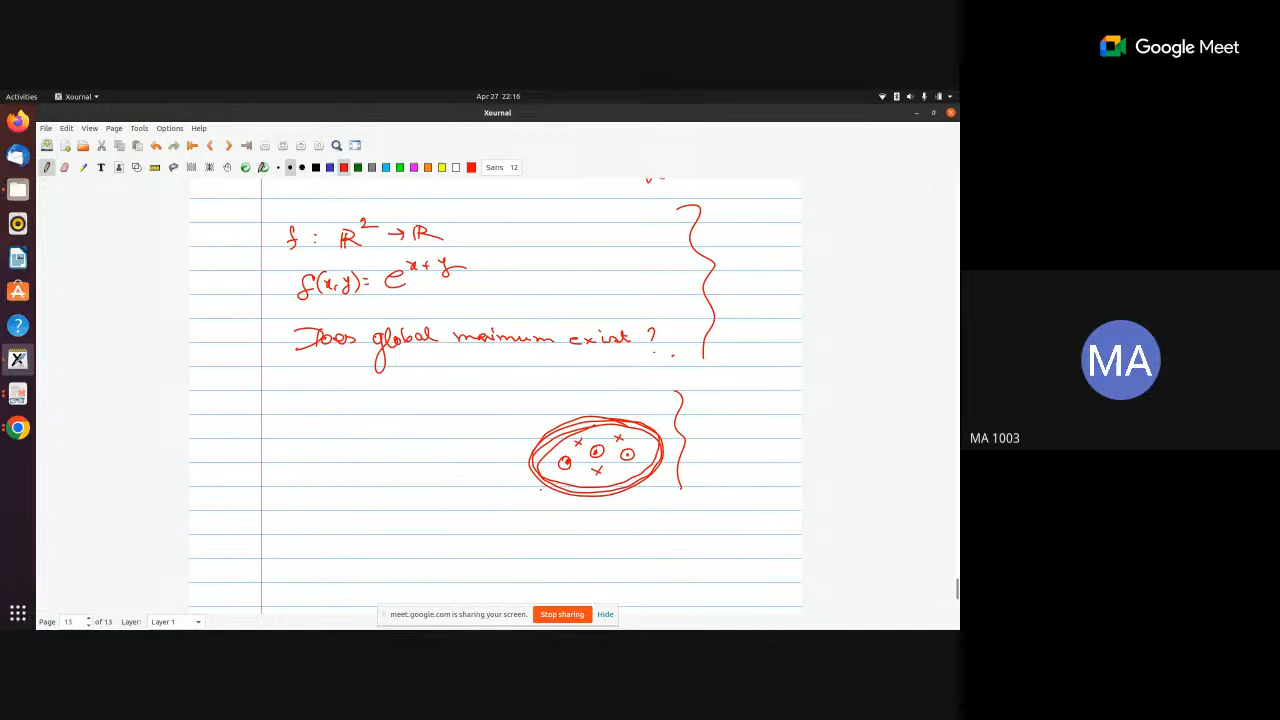 Google Meet
Activities
Xournal
Apr 27 22:16
Xournal
File Edit View Page Tools Options Help
Sans 12
f : ℝ² → ℝ
f(x, y) = e^{x+y}
Does global maximum exist ?
MA
MA 1003
meet.google.com is sharing your screen. Stop sharing Hide
Page 13 of 13 Layer: Layer 1